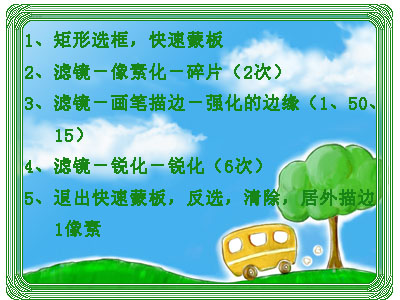 1、矩形选框，快速蒙板
2、滤镜－像素化－碎片（2次）
3、滤镜－画笔描边－强化的边缘（1、50、
15）
4、滤镜－锐化－锐化（6次）
5、退出快速蒙板，反选，清除，居外描边
1像素